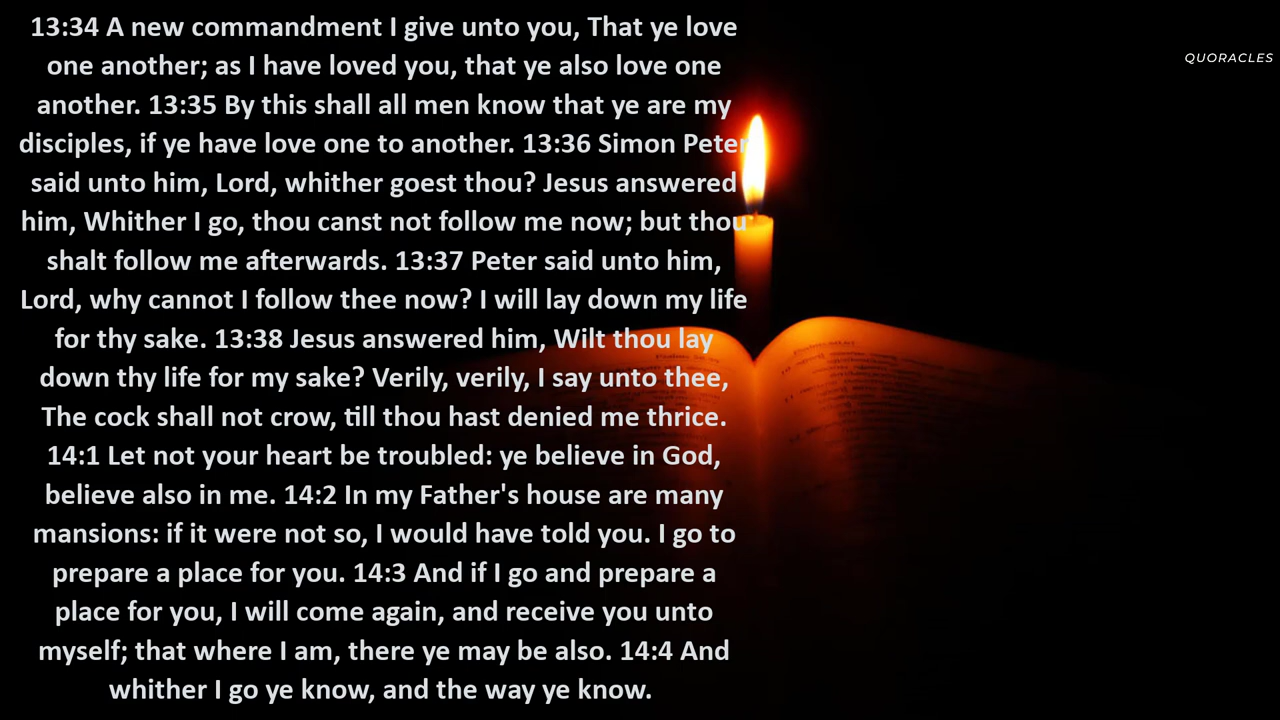 13:34 A new commandment I give unto you, That ye love
one another; as I have loved you, that ye also love one
another. 13:35 By this shall all men know that ye are my
disciples, if ye have love one to another. 13:36 Simon Peter
said unto him, Lord, whither goest thou? Jesus answered
him, Whither I go, thou canst not follow me now; but thou
shalt follow me afterwards. 13:37 Peter said unto him,
Lord, why cannot I follow thee now? I will lay down my life
for thy sake. 13:38 Jesus answered him, Wilt thou lay
down thy life for my sake? Verily, verily, I say unto thee,
The cock shall not crow, till thou hast denied me thrice.
14:1 Let not your heart be troubled: ye believe in God,
believe also in me. 14:2 In my Father's house are many
mansions: if it were not so, I would have told you. I go to
prepare a place for you. 14:3 And if I go and prepare a
place for you, I will come again, and receive you unto
myself; that where I am, there ye may be also. 14:4 And
whither I go ye know, and the way ye know.
QUORACLES